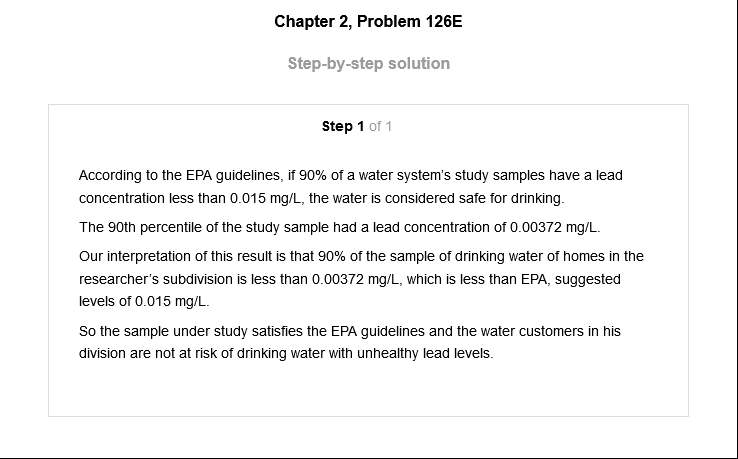 Chapter 2, Problem 126E
Step-by-step solution
Step 1 of 1
According to the EPA guidelines, if 90% of a water system's study samples have a lead
concentration less than 0.015 mg/L, the water is considered safe for drinking.
The 90th percentile of the study sample had a lead concentration of 0.00372 mg/L.
Our interpretation of this result is that 90% of the sample of drinking water of homes in the
researcher's subdivision is less than 0.00372 mg/L, which is less than EPA, suggested
levels of 0.015 mg/L.
So the sample under study satisfies the EPA guidelines and the water customers in his
division are not at risk of drinking water with unhealthy lead levels.